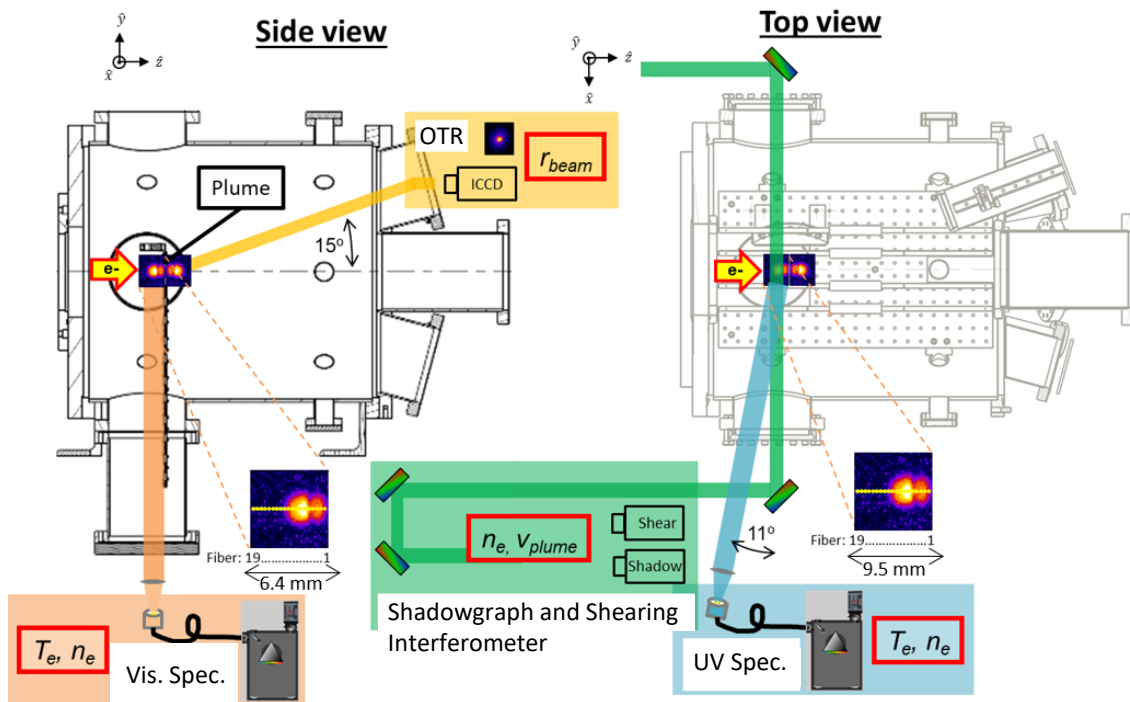 Side view
Top view
ŷ
ẑ
x̂
ŷ
ẑ
x̂
OTR
r_beam
ICCD
Plume
15°
e-
e-
Fiber: 19...............1
6.4 mm
Fiber: 19...............1
9.5 mm
11°
n_e, v_plume
Shear
Shadow
Shadowgraph and Shearing
Interferometer
T_e, n_e
Vis. Spec.
UV Spec.
T_e, n_e